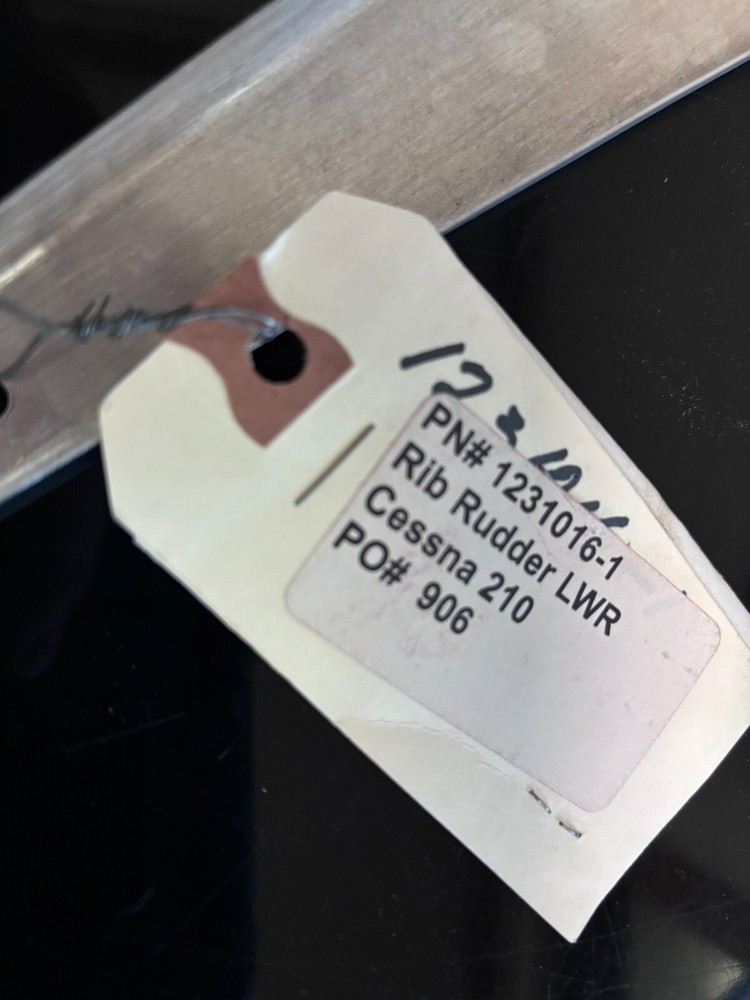 PN# 1231016-1
Rib Rudder LWR
Cessna 210
PO# 906